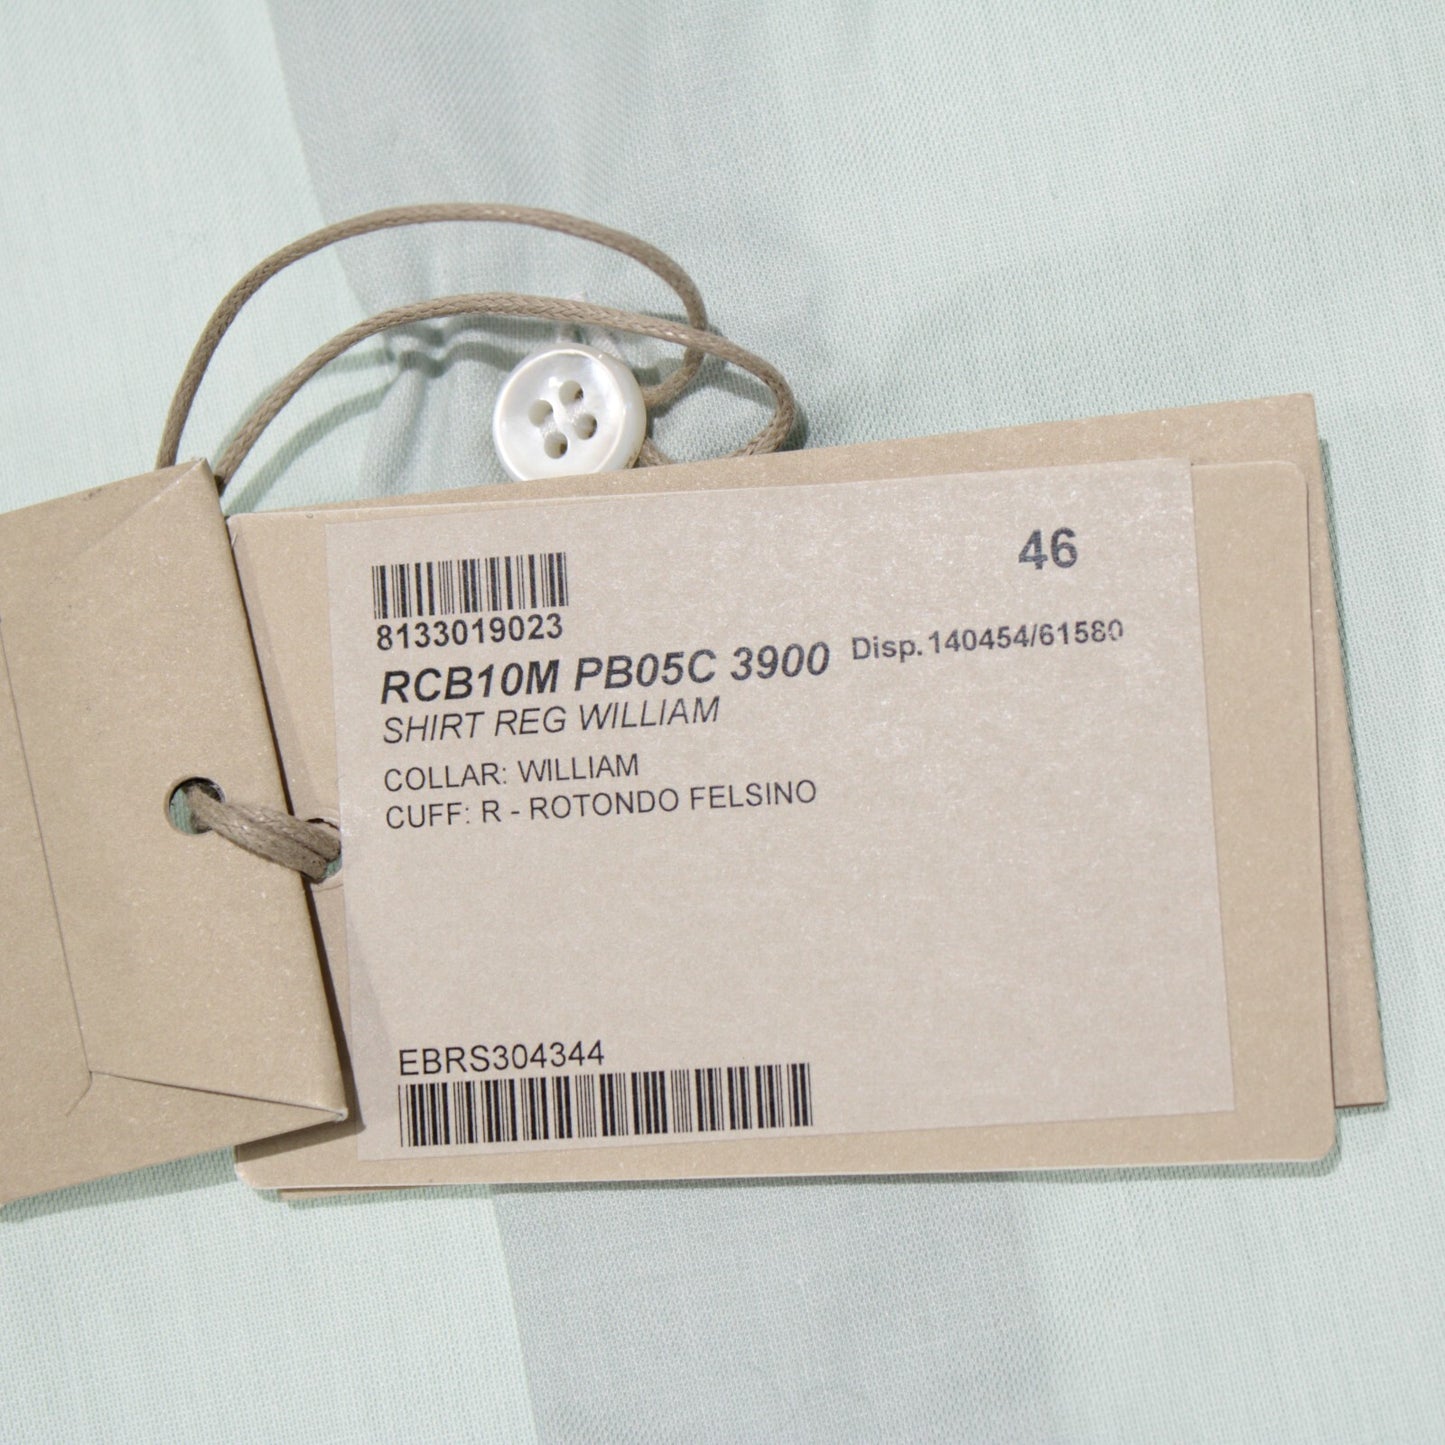 46
8133019023
RCB10M PB05C 3900 Disp.140454/61580
SHIRT REG WILLIAM
COLLAR: WILLIAM
CUFF: R - ROTONDO FELSINO
EBRS304344